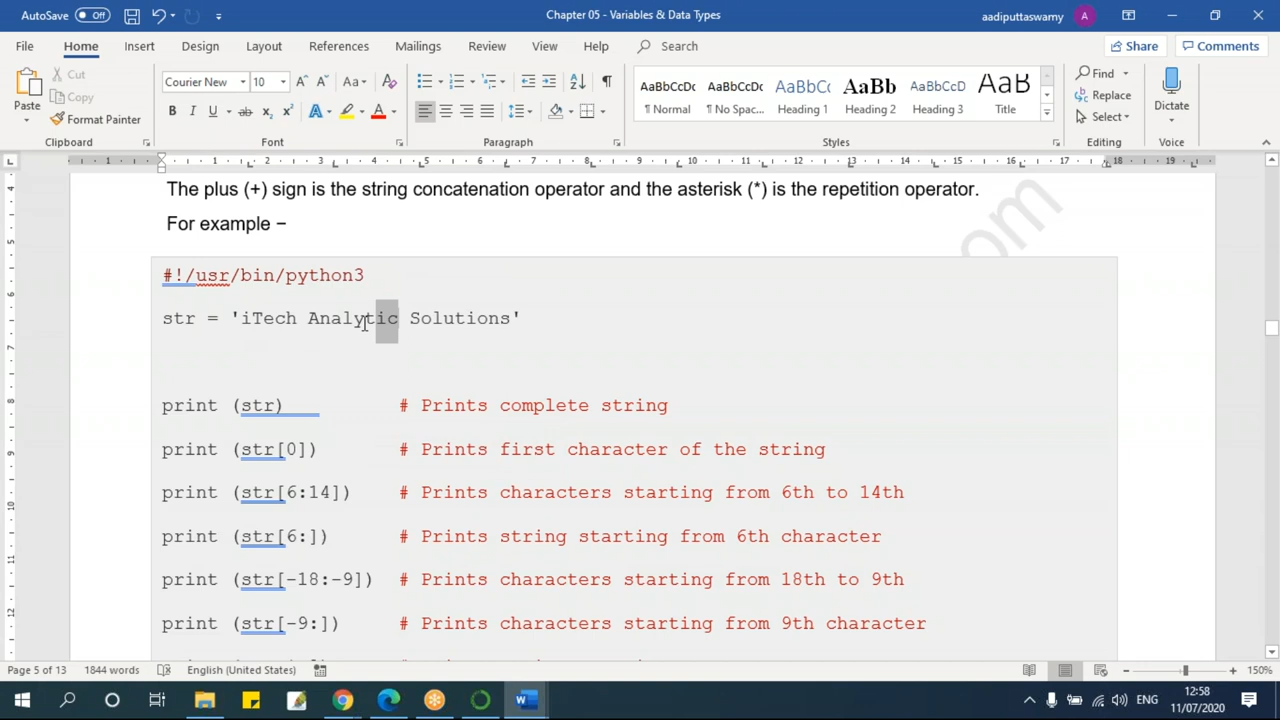 AutoSave Off
Chapter 05 - Variables & Data Types
aadiputtaswamy A
File Home Insert Draw Design Layout References Mailings Review View Help Search Share Comments
Paste
Cut
Copy
Format Painter
Clipboard
Courier New 10
Font
Paragraph
AaBbCcDc AaBbCcDc AaBbCc AaBb AaBbCcD AaB
¶ Normal ¶ No Spac... Heading 1 Heading 2 Heading 3 Title
Styles
Find
Replace
Select
Editing
Dictate
Voice
The plus (+) sign is the string concatenation operator and the asterisk (*) is the repetition operator.
For example −
#!/usr/bin/python3
str = 'iTech Analytic Solutions'
print (str) # Prints complete string
print (str[0]) # Prints first character of the string
print (str[6:14]) # Prints characters starting from 6th to 14th
print (str[6:]) # Prints string starting from 6th character
print (str[-18:-9]) # Prints characters starting from 18th to 9th
print (str[-9:]) # Prints characters starting from 9th character
om
Page 5 of 13 1844 words English (United States) 150%
ENG
12:58
11/07/2020